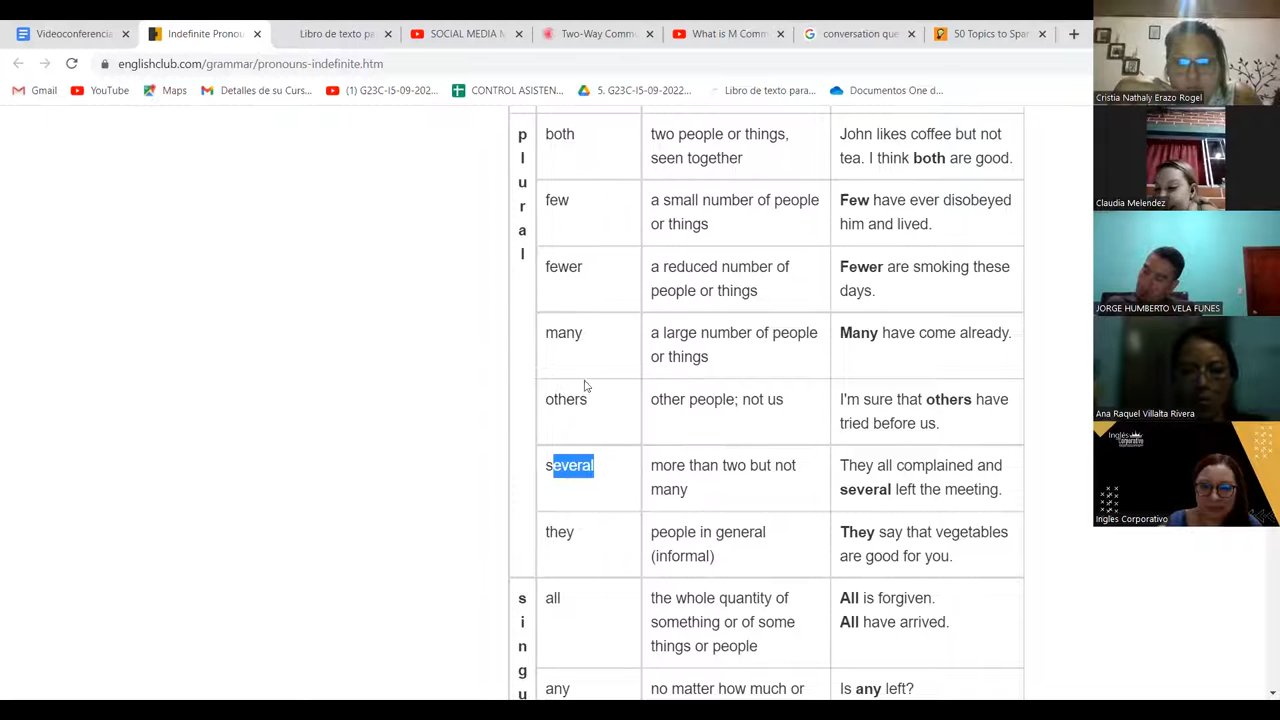 Videoconferencia
Indefinite Pronou
Libro de texto pa
SOCIAL MEDIA M
Two-Way Commu
What is M Comm
conversation que
50 Topics to Spar
englishclub.com/grammar/pronouns-indefinite.htm
Gmail
YouTube
Maps
Detalles de su Curs...
(1) G23C-I5-09-202...
CONTROL ASISTEN...
5. G23C-I5-09-2022...
Libro de texto para...
Documentos One d...
plural
both
two people or things,
seen together
John likes coffee but not
tea. I think both are good.
few
a small number of people
or things
Few have ever disobeyed
him and lived.
fewer
a reduced number of
people or things
Fewer are smoking these
days.
many
a large number of people
or things
Many have come already.
others
other people; not us
I'm sure that others have
tried before us.
several
more than two but not
many
They all complained and
several left the meeting.
they
people in general
(informal)
They say that vegetables
are good for you.
singu
all
the whole quantity of
something or of some
things or people
All is forgiven.
All have arrived.
any
no matter how much or
Is any left?
Cristia Nathaly Erazo Rogel
Claudia Melendez
JORGE HUMBERTO VELA FUNES
Ana Raquel Villalta Rivera
Inglés
Corporativo
Ingles Corporativo